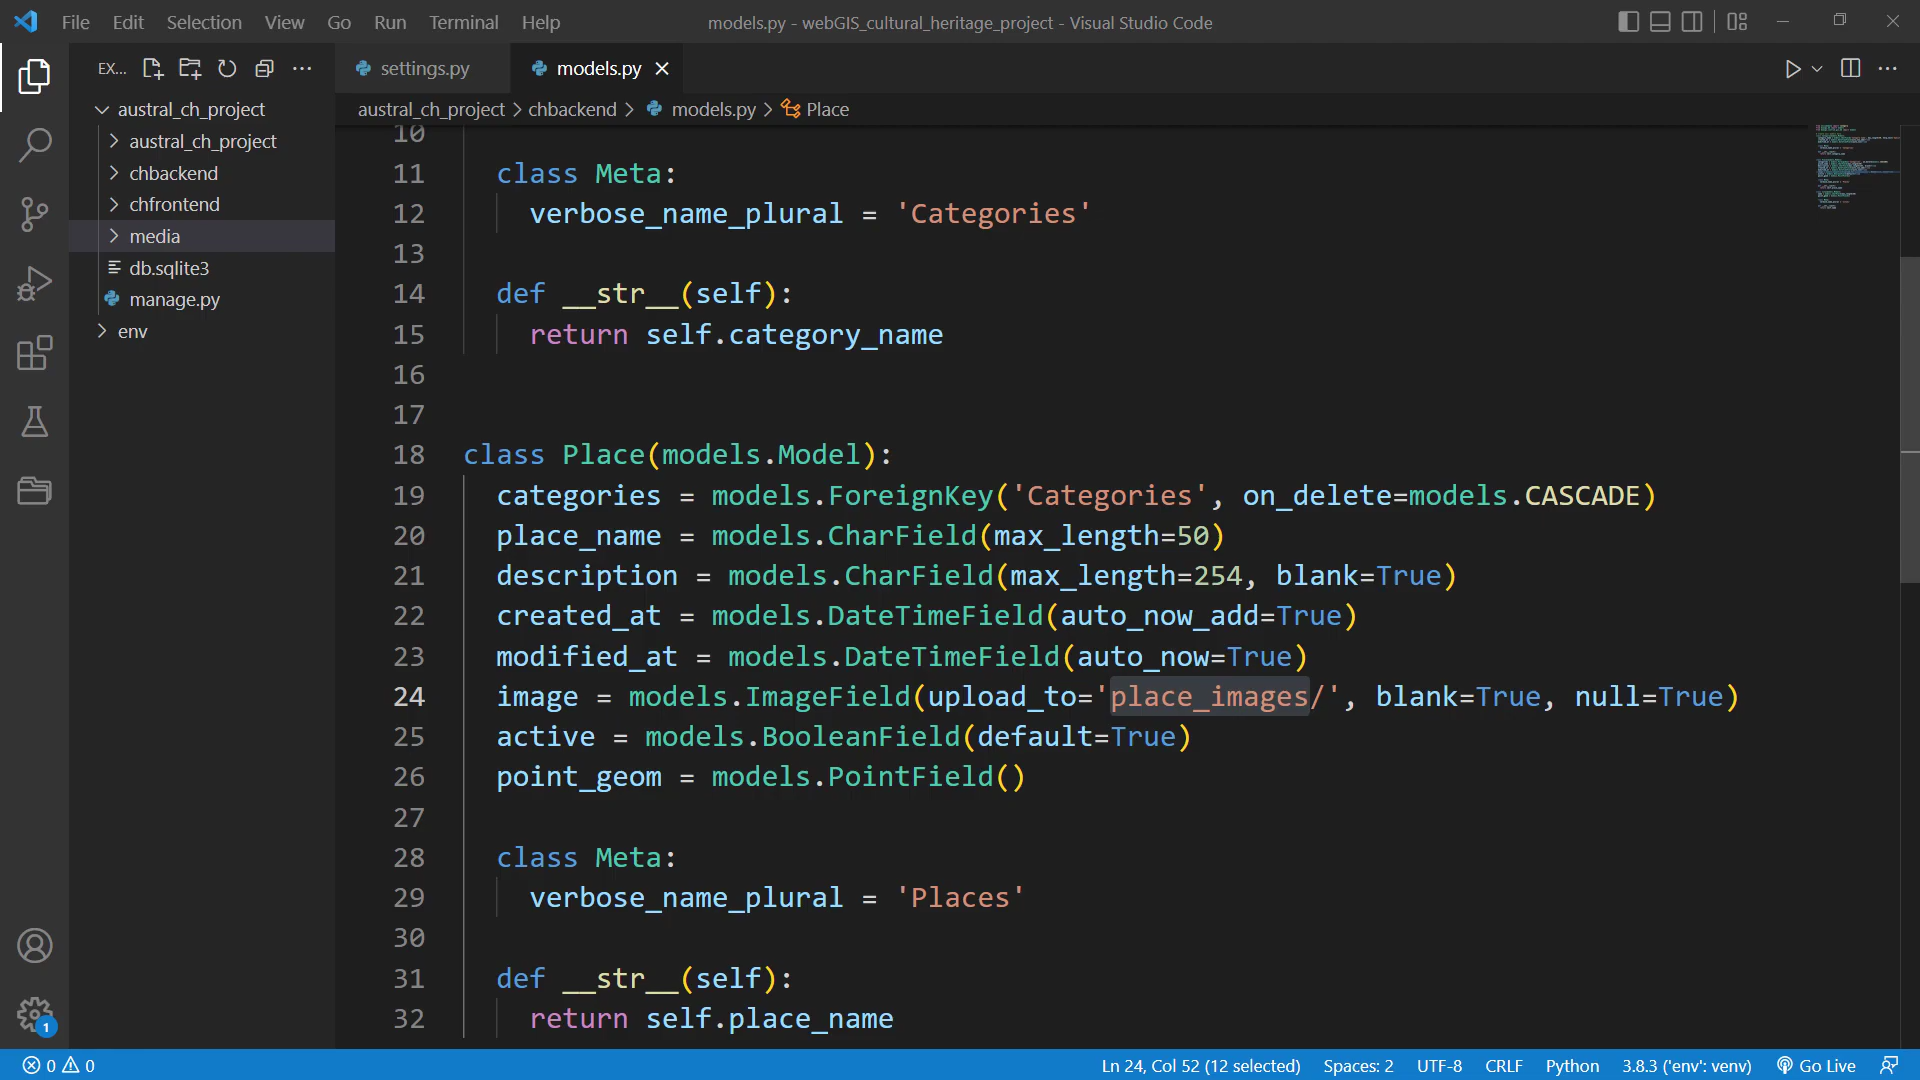 File Edit Selection View Go Run Terminal Help
models.py - webGIS_cultural_heritage_project - Visual Studio Code
EX...
settings.py
models.py
austral_ch_project
austral_ch_project
chbackend
chfrontend
media
db.sqlite3
manage.py
env
austral_ch_project > chbackend > models.py > Place
10
11 class Meta:
12 verbose_name_plural = 'Categories'
13
14 def __str__(self):
15 return self.category_name
16
17
18 class Place(models.Model):
19 categories = models.ForeignKey('Categories', on_delete=models.CASCADE)
20 place_name = models.CharField(max_length=50)
21 description = models.CharField(max_length=254, blank=True)
22 created_at = models.DateTimeField(auto_now_add=True)
23 modified_at = models.DateTimeField(auto_now=True)
24 image = models.ImageField(upload_to='place_images/', blank=True, null=True)
25 active = models.BooleanField(default=True)
26 point_geom = models.PointField()
27
28 class Meta:
29 verbose_name_plural = 'Places'
30
31 def __str__(self):
32 return self.place_name
1
0 0
Ln 24, Col 52 (12 selected) Spaces: 2 UTF-8 CRLF Python 3.8.3 ('env': venv) Go Live